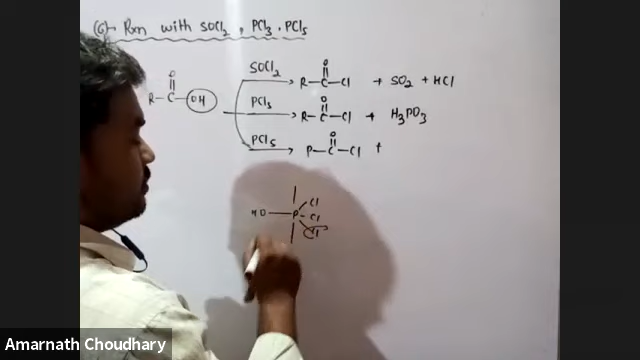 (6)→ Rxn with SOCl2 , PCl3 . PCl5
R-C(=O)-OH
SOCl2 → R-C(=O)-Cl + SO2 + HCl
PCl3 → R-C(=O)-Cl + H3PO3
PCl5 → P-C(=O)-Cl +
Cl
HO-P-Cl
Cl
Amarnath Choudhary